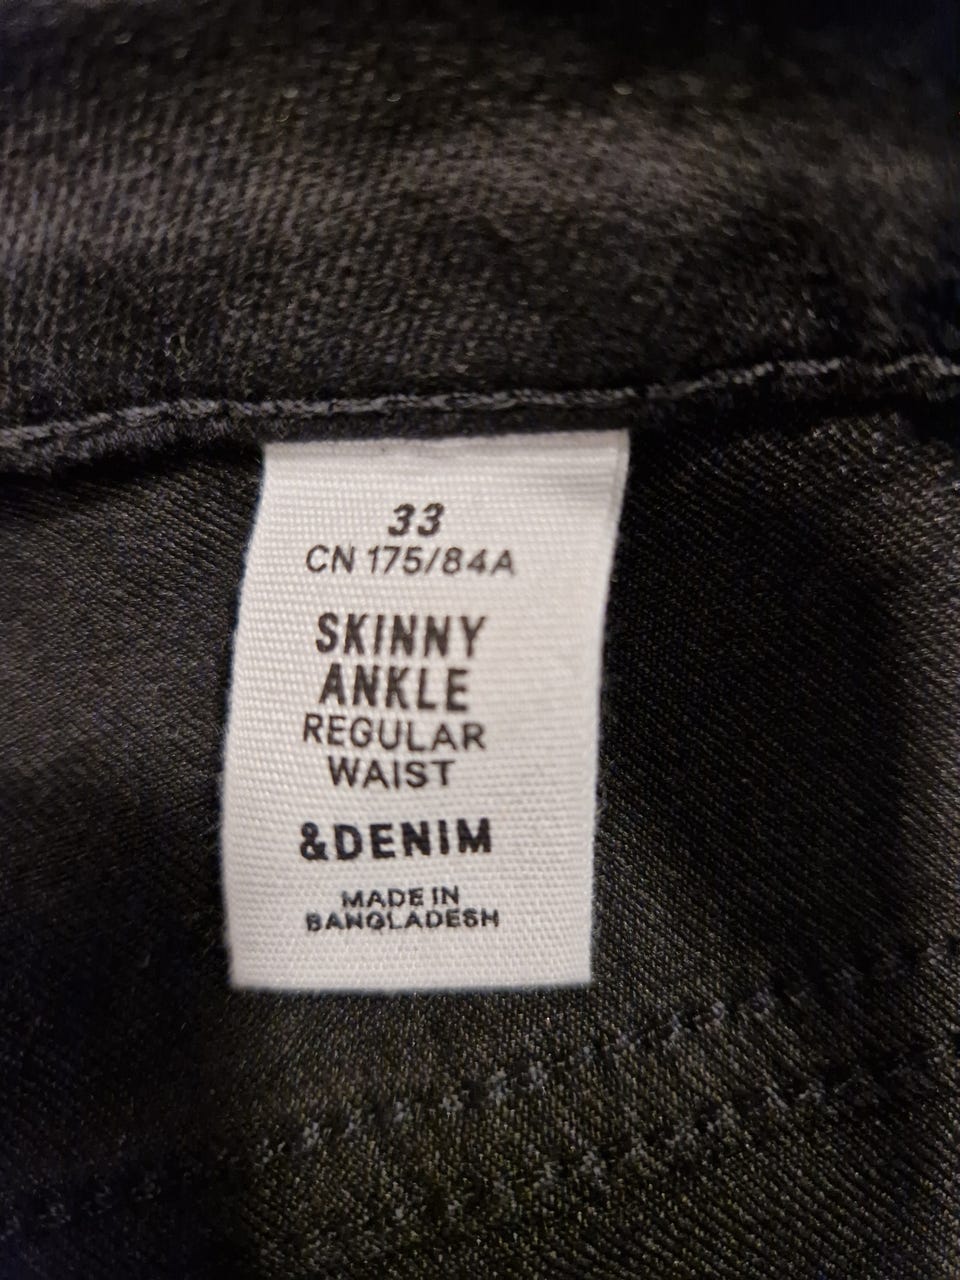 33
CN 175/84A
SKINNY
ANKLE
REGULAR
WAIST
&DENIM
MADE IN
BANGLADESH